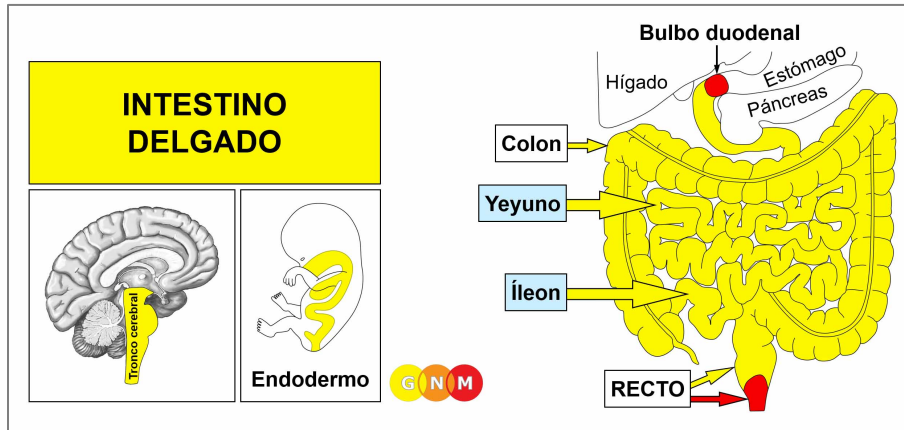 INTESTINO
DELGADO
Tronco cerebral
Endodermo
G N M
Bulbo duodenal
Hígado
Estómago
Páncreas
Colon
Yeyuno
Íleon
RECTO